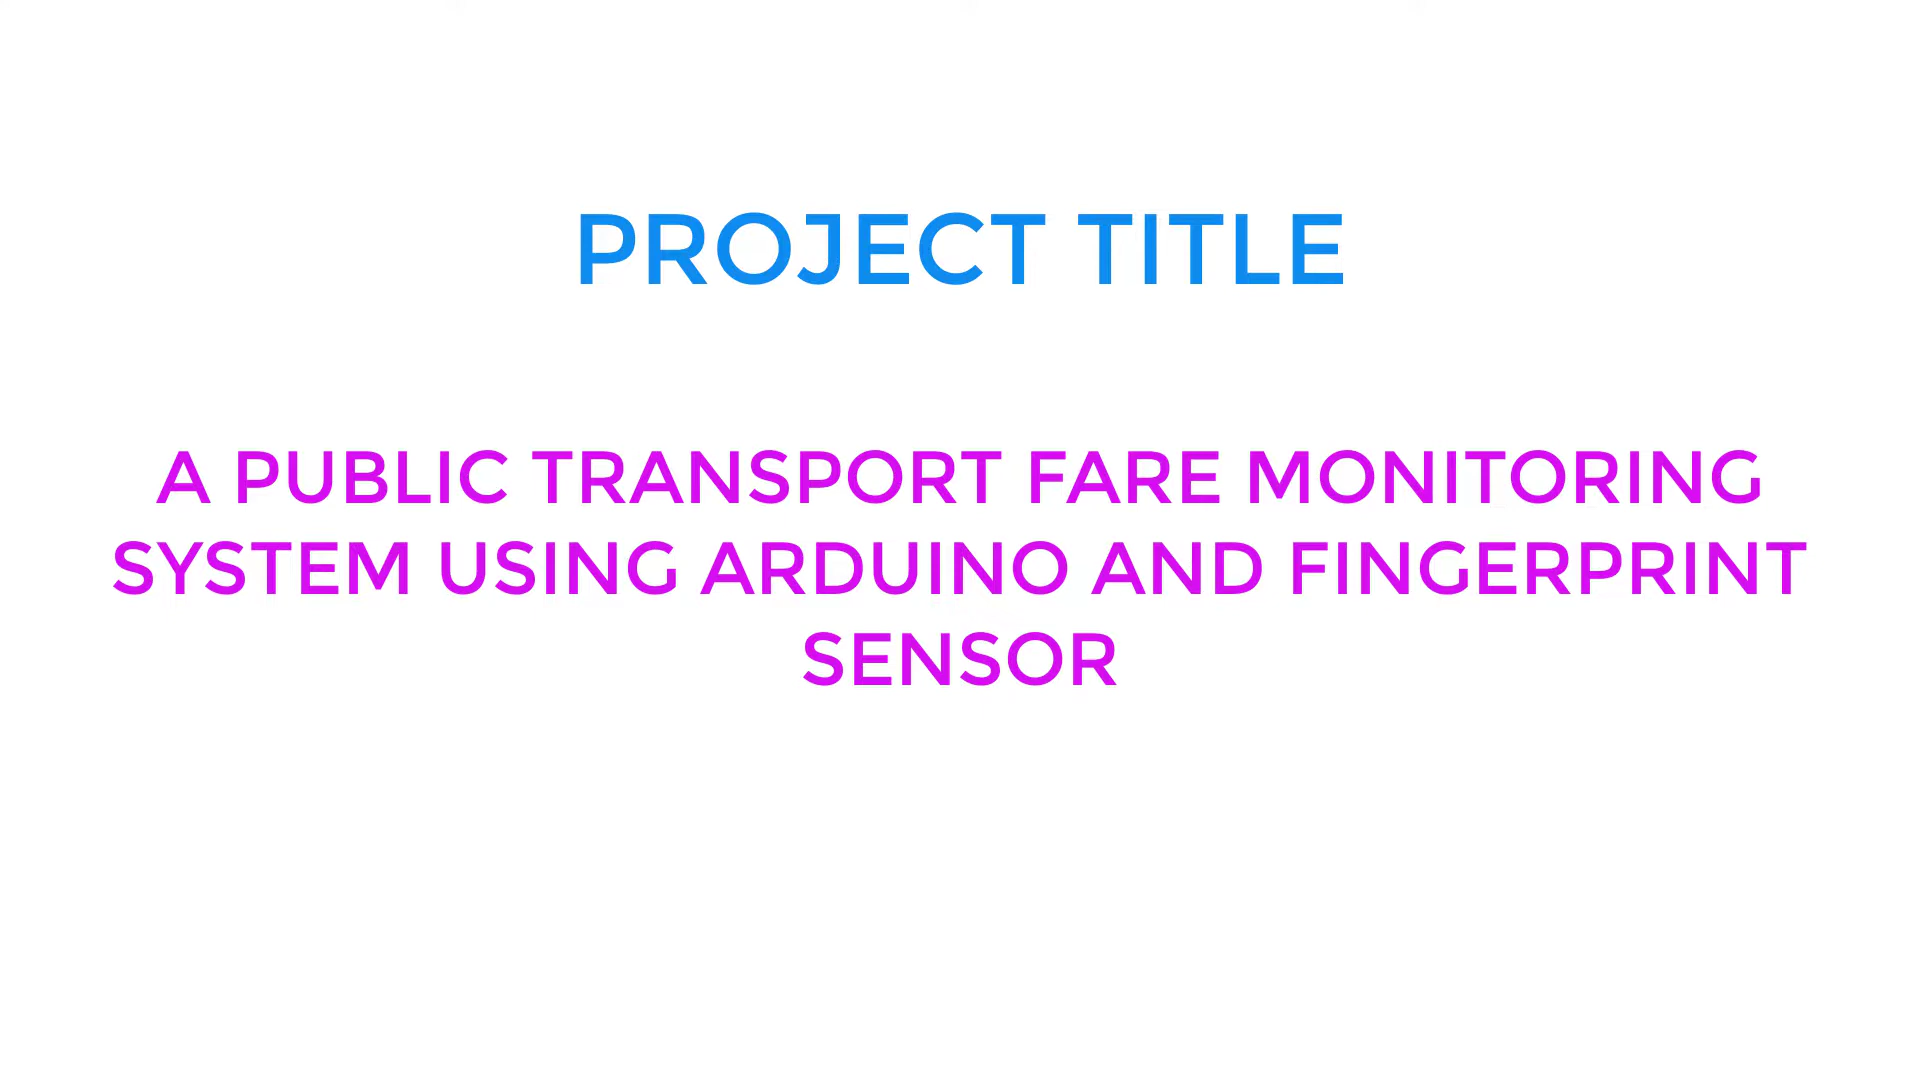 PROJECT TITLE
A PUBLIC TRANSPORT FARE MONITORING
SYSTEM USING ARDUINO AND FINGERPRINT
SENSOR